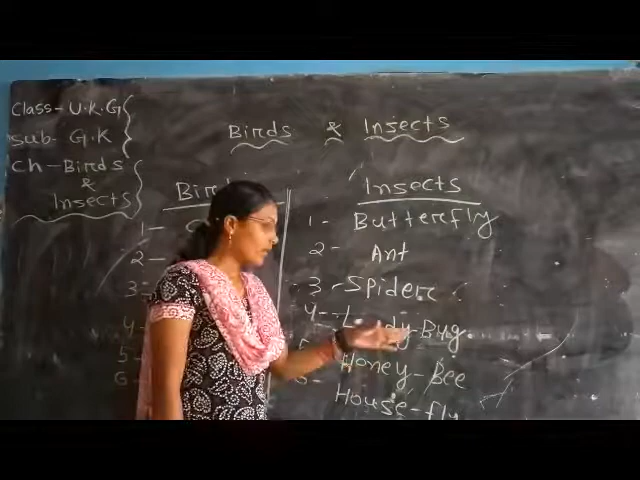 Class- U.K.G
Sub- G.K
Ch- Birds
&
Insects
Birds & Insects
1-
2-
3-
4-
5-
6-
Insects
1- Butterfly
2- Ant
3- Spider
4- Bug
Honey-Bee
House-fly